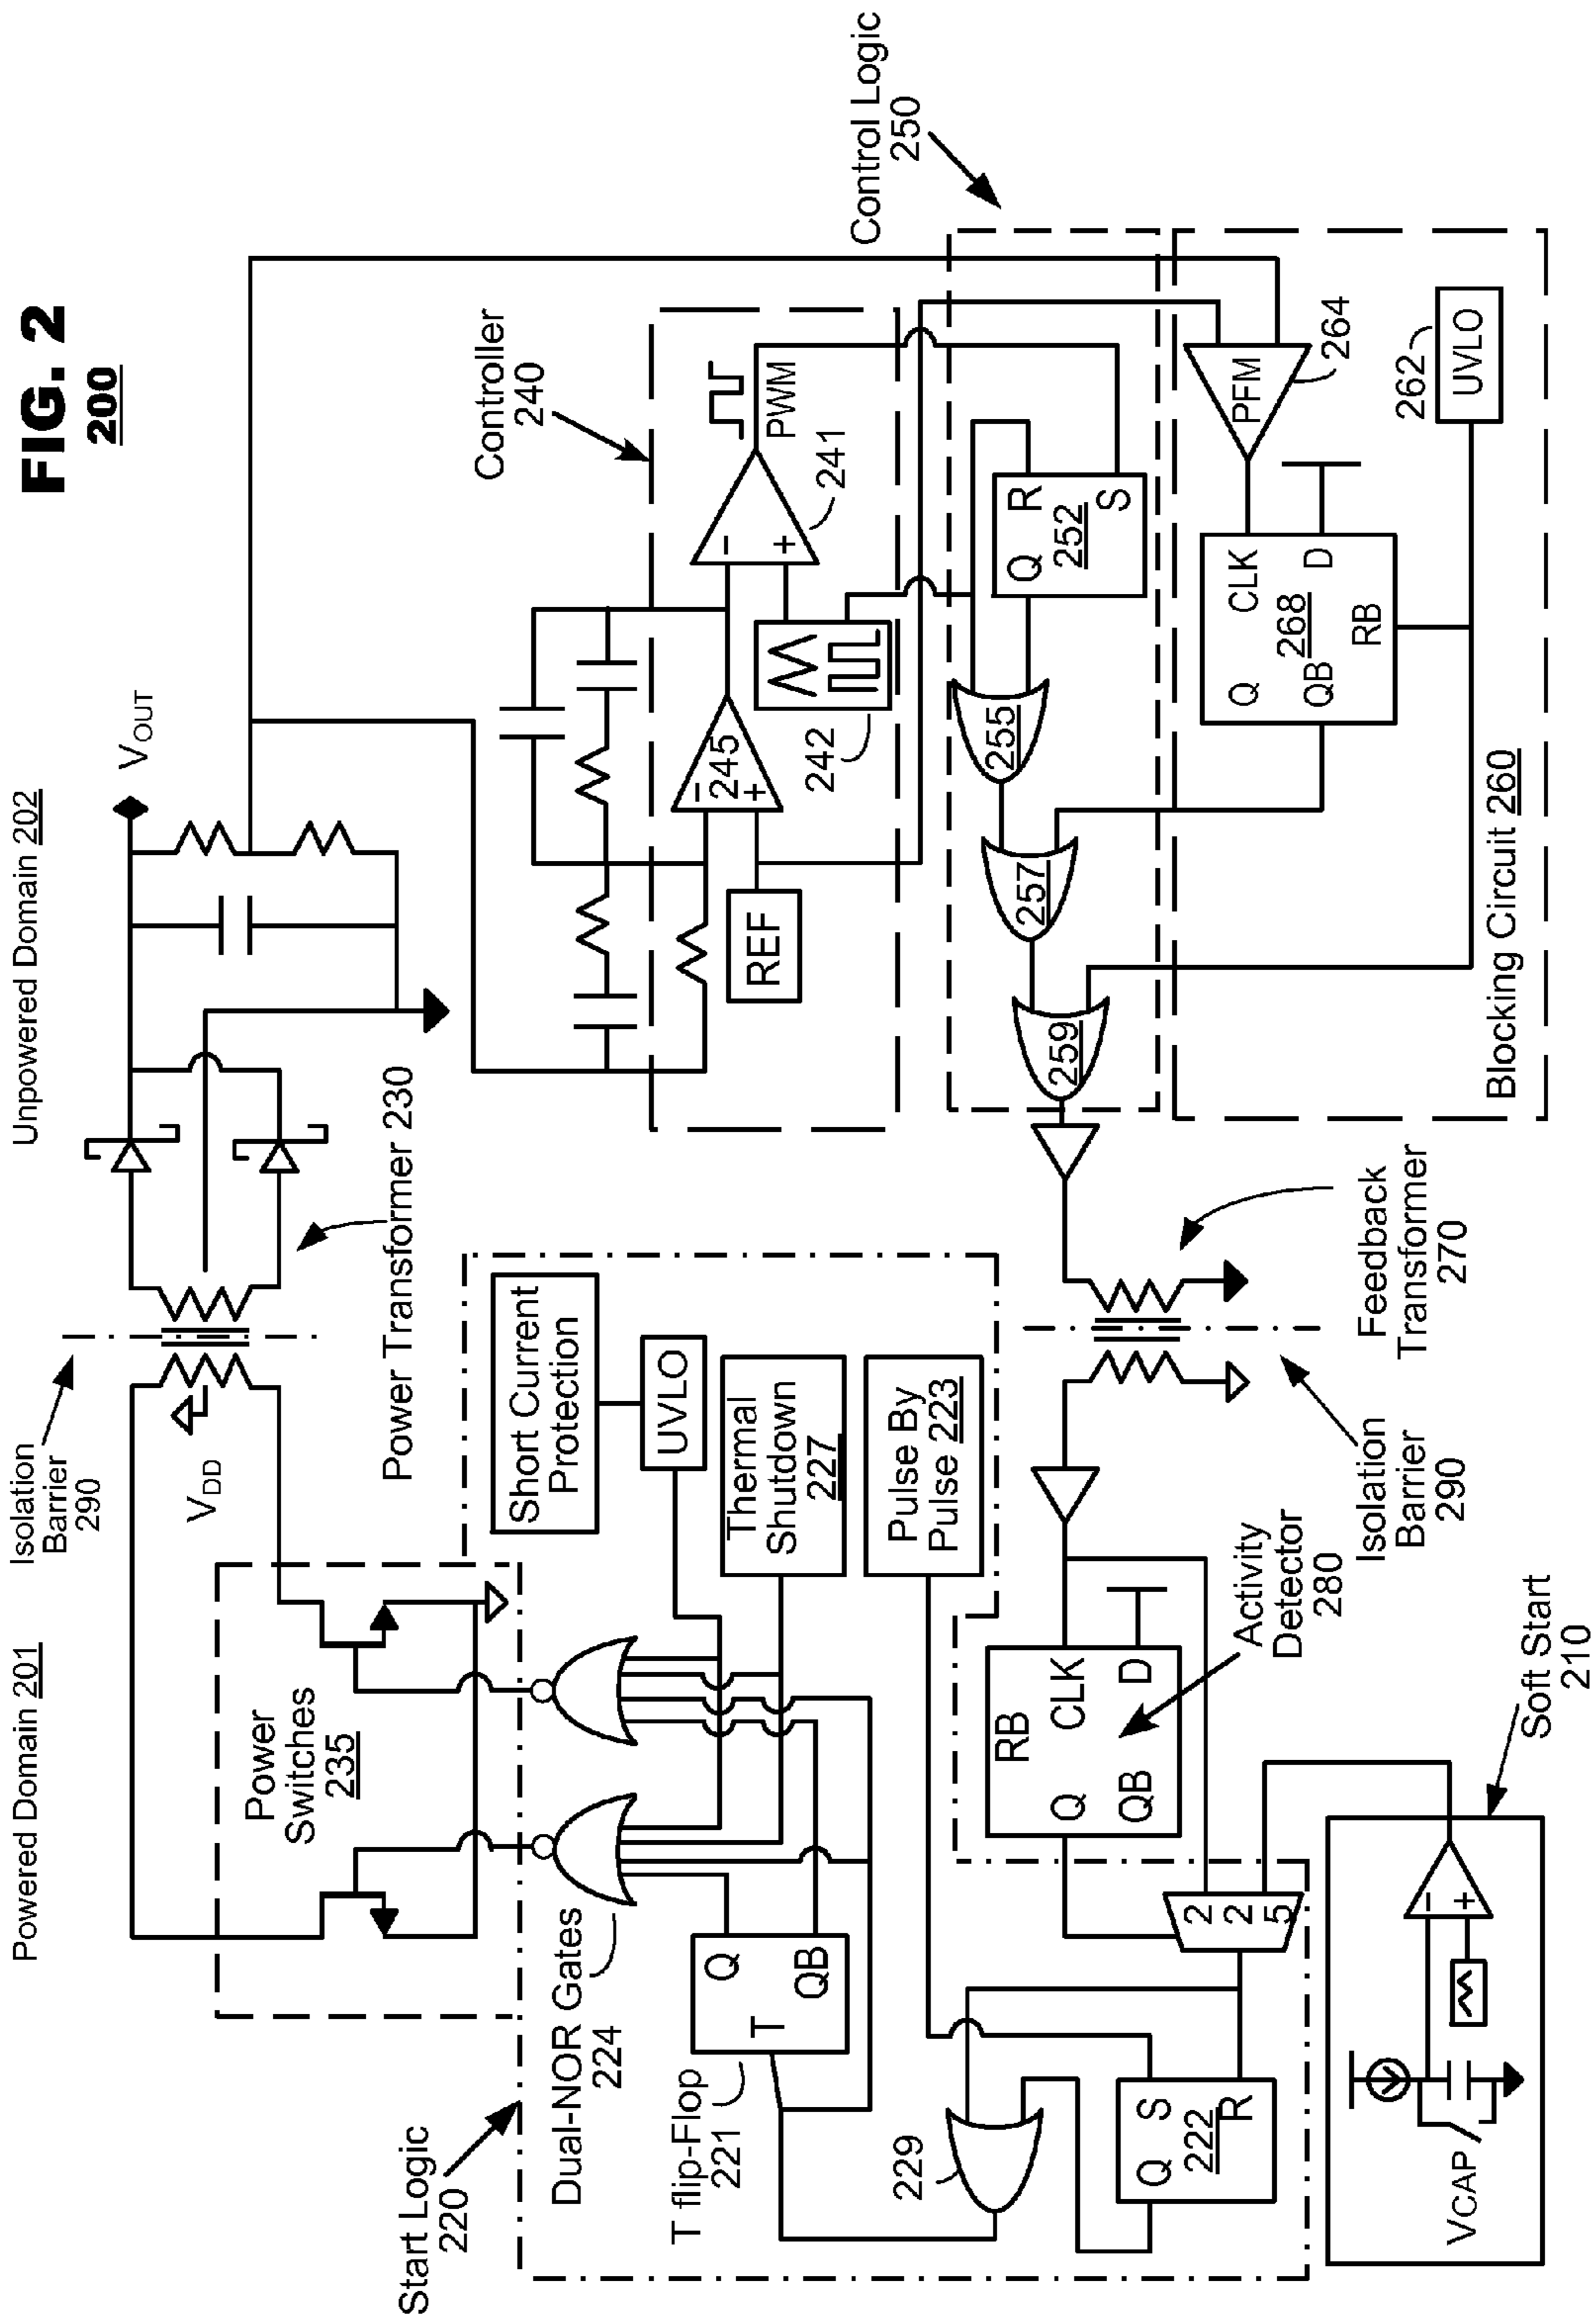 FIG. 2
200
Powered Domain 201
Unpowered Domain 202
Isolation
Barrier
290
VDD
VOUT
Power Transformer 230
Power
Switches
235
Start Logic
220
Dual-NOR Gates
224
T flip-Flop
221
T
Q
QB
Short Current
Protection
UVLO
Thermal
Shutdown
227
Pulse By
Pulse 223
229
Q
S
222
R
2
2
5
RB
CLK
Q
D
QB
Activity
Detector
280
Soft Start
210
VCAP
−
+
Isolation
Barrier
290
Feedback
Transformer
270
Controller
240
REF
245
−
+
242
241
−
+
PWM
Control Logic
250
259
257
255
Q
R
252
S
Blocking Circuit 260
Q
CLK
268
QB
D
RB
PFM
264
262
UVLO